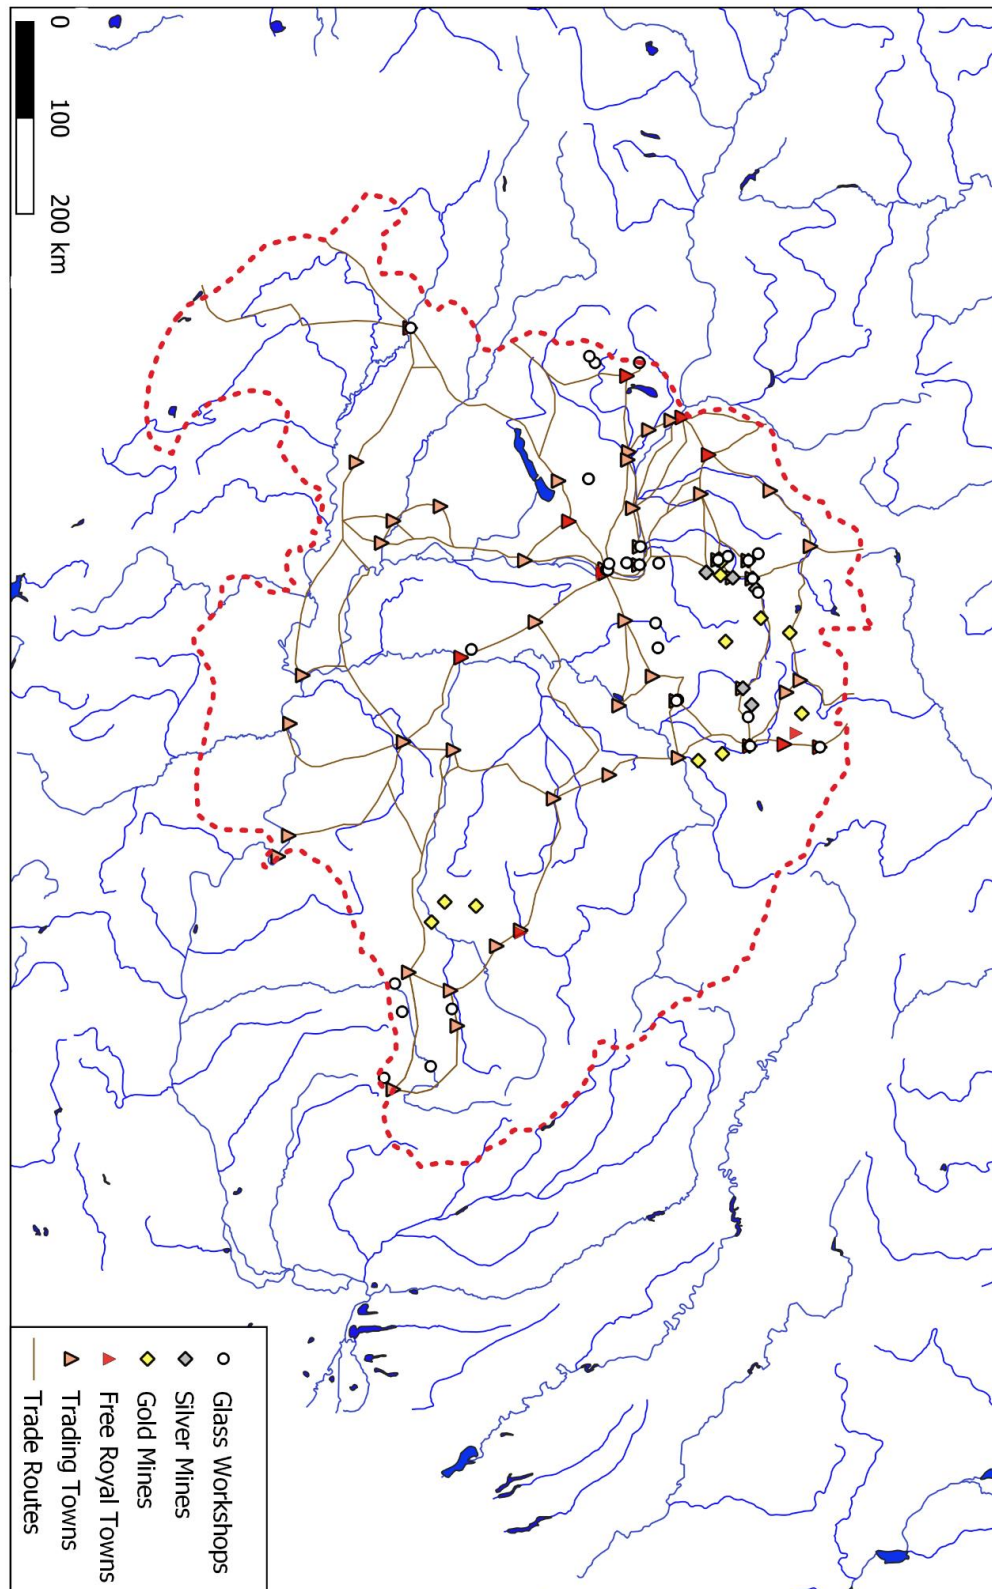 0 100 200 km
Glass Workshops
Silver Mines
Gold Mines
Free Royal Towns
Trading Towns
Trade Routes